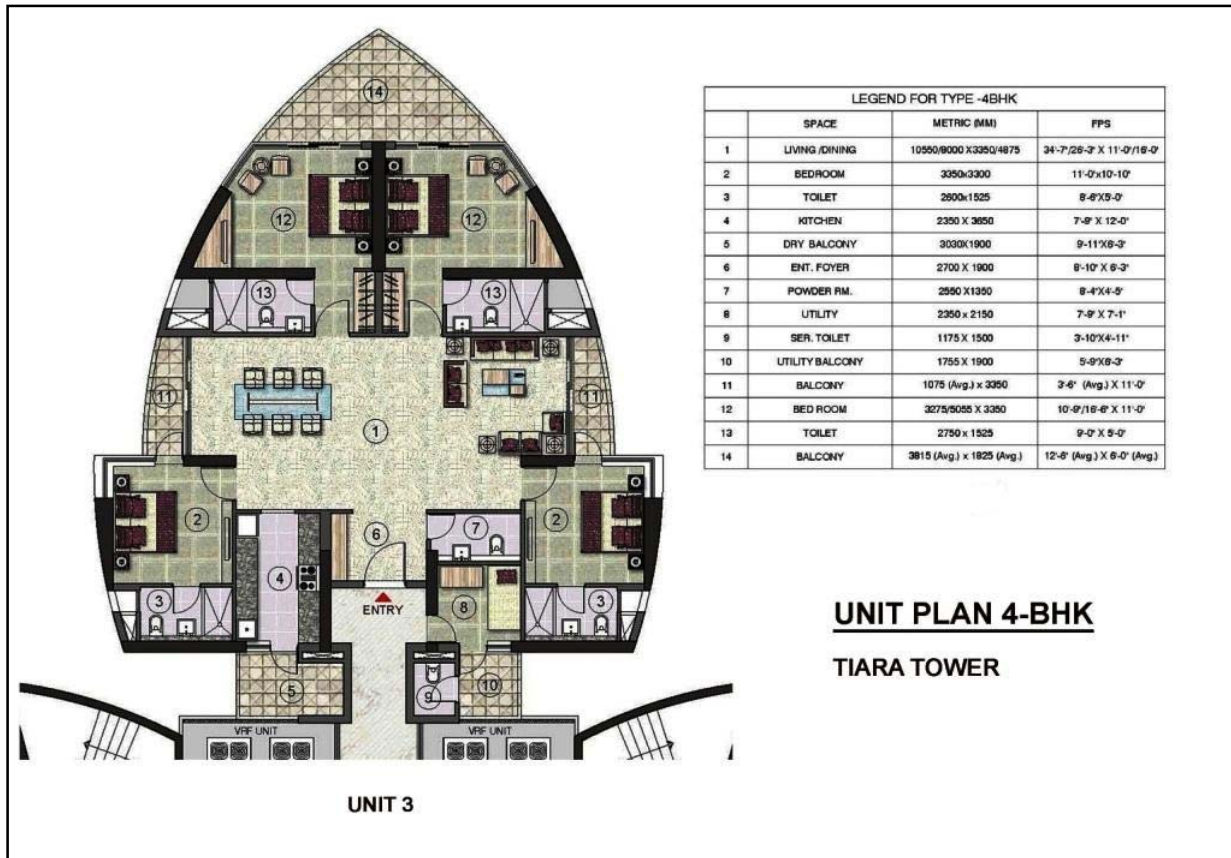 LEGEND FOR TYPE -4BHK
SPACE METRIC (MM) FPS
1 LIVING /DINING 10550/8000 X3350/4875 34'-7"/26'-3" X 11'-0"/16'-0"
2 BEDROOM 3350x3300 11'-0"x10'-10"
3 TOILET 2600x1525 8'-6"X5'-0"
4 KITCHEN 2350 X 3650 7'-9" X 12'-0"
5 DRY BALCONY 3030X1900 9'-11"X6'-3"
6 ENT. FOYER 2700 X 1900 8'-10" X 6'-3"
7 POWDER RM. 2550 X1350 8'-4"X4'-5"
8 UTILITY 2350 x 2150 7'-9" X 7'-1"
9 SER. TOILET 1175 X 1500 3'-10"X4'-11"
10 UTILITY BALCONY 1755 X 1900 5'-9"X6'-3"
11 BALCONY 1075 (Avg.) x 3350 3'-6" (Avg.) X 11'-0"
12 BED ROOM 3275/5055 X 3350 10'-9"/16'-6" X 11'-0"
13 TOILET 2750 x 1525 9'-0" X 5'-0"
14 BALCONY 3815 (Avg.) x 1825 (Avg.) 12'-6" (Avg.) X 6'-0" (Avg.)
14
12 12
13 13
11 1 11
2 2
6 7
4
3 ENTRY 8 3
5 9 10
VRF UNIT VRF UNIT
UNIT 3
UNIT PLAN 4-BHK
TIARA TOWER